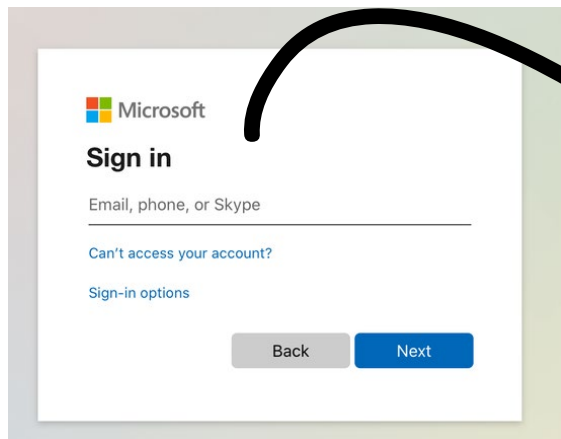 Microsoft
Sign in
Email, phone, or Skype
Can't access your account?
Sign-in options
Back
Next